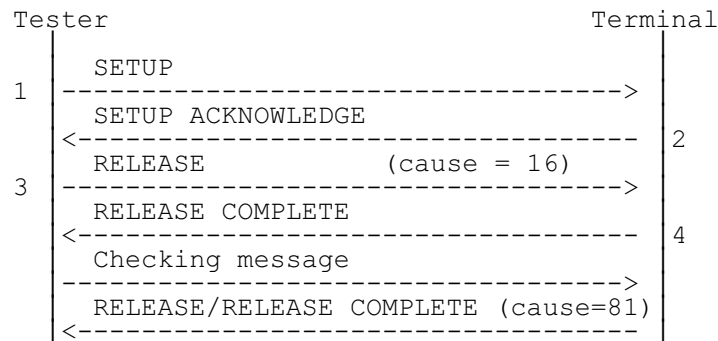 Tester Terminal
SETUP
1
SETUP ACKNOWLEDGE
2
RELEASE (cause = 16)
3
RELEASE COMPLETE
4
Checking message
RELEASE/RELEASE COMPLETE (cause=81)